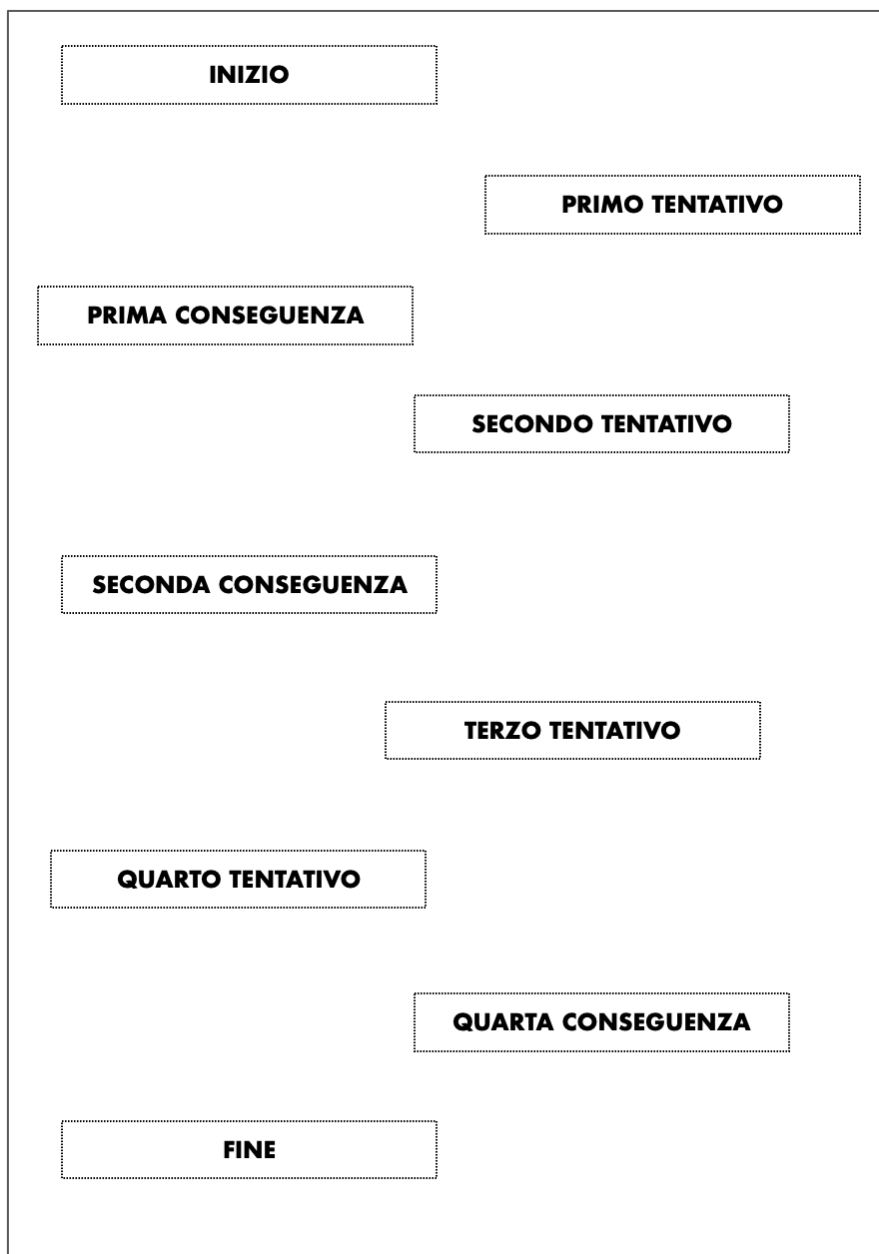 INIZIO
PRIMO TENTATIVO
PRIMA CONSEGUENZA
SECONDO TENTATIVO
SECONDA CONSEGUENZA
TERZO TENTATIVO
QUARTO TENTATIVO
QUARTA CONSEGUENZA
FINE